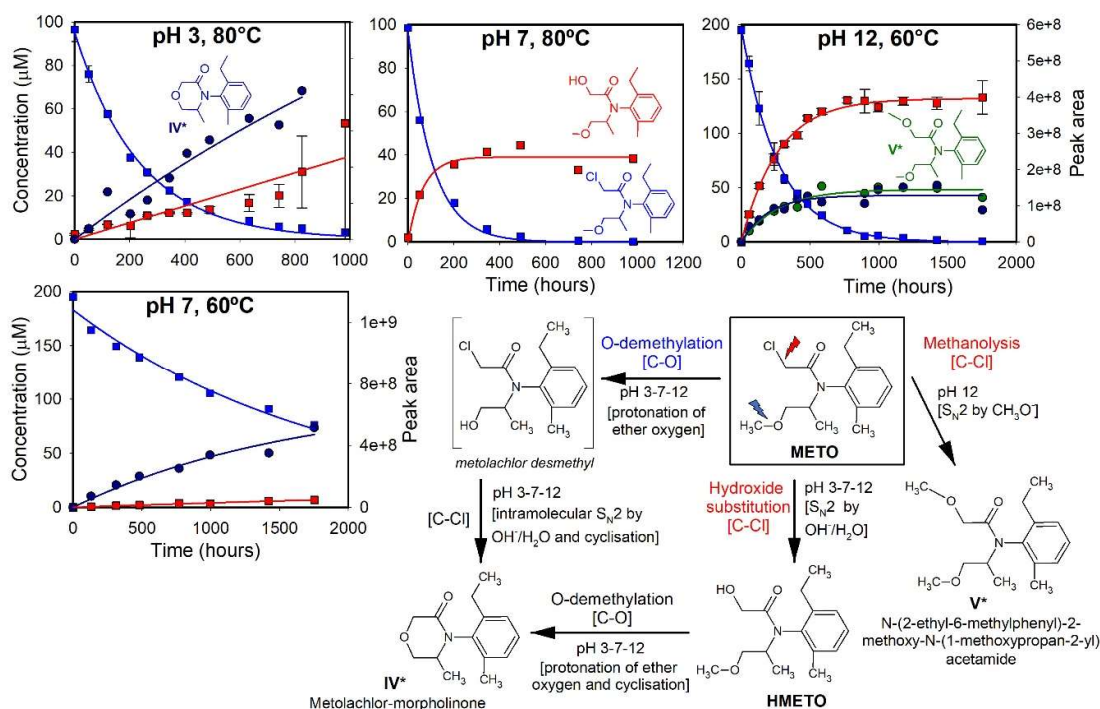 pH 3, 80°C
Concentration (μM)
100
80
60
40
20
0
0 200 400 600 800 1000
Time (hours)
IV*
O
O
N
CH3
CH3
CH3
pH 7, 80ºC
100
80
60
40
20
0
0 200 400 600 800 1000 1200
Time (hours)
HO
O
N
O
Cl
O
N
O
pH 12, 60°C
200
150
100
50
0
6e+8
5e+8
4e+8
3e+8
2e+8
1e+8
0
Peak area
0 500 1000 1500 2000
Time (hours)
V*
O
O
N
O
pH 7, 60ºC
Concentration (μM)
200
150
100
50
0
1e+9
8e+8
4e+8
0
Peak area
0 500 1000 1500 2000
Time (hours)
Cl
O
CH3
N
HO
CH3
CH3
metolachlor desmethyl
O-demethylation
[C-O]
pH 3-7-12
[protonation of
ether oxygen]
Cl
O
CH3
N
H3C
O
CH3
CH3
METO
Methanolysis
[C-Cl]
pH 12
[SN2 by CH3O-]
[C-Cl]
pH 3-7-12
[intramolecular SN2 by
OH-/H2O and cyclisation]
Hydroxide
substitution
[C-Cl]
pH 3-7-12
[SN2 by
OH-/H2O]
H3C
O
O
CH3
N
H3C
O
CH3
CH3
V*
N-(2-ethyl-6-methylphenyl)-2-
methoxy-N-(1-methoxypropan-2-yl)
acetamide
O
CH3
O
N
CH3
CH3
IV*
Metolachlor-morpholinone
O-demethylation
[C-O]
pH 3-7-12
[protonation of ether
oxygen and cyclisation]
HO
O
CH3
N
H3C
O
CH3
CH3
HMETO